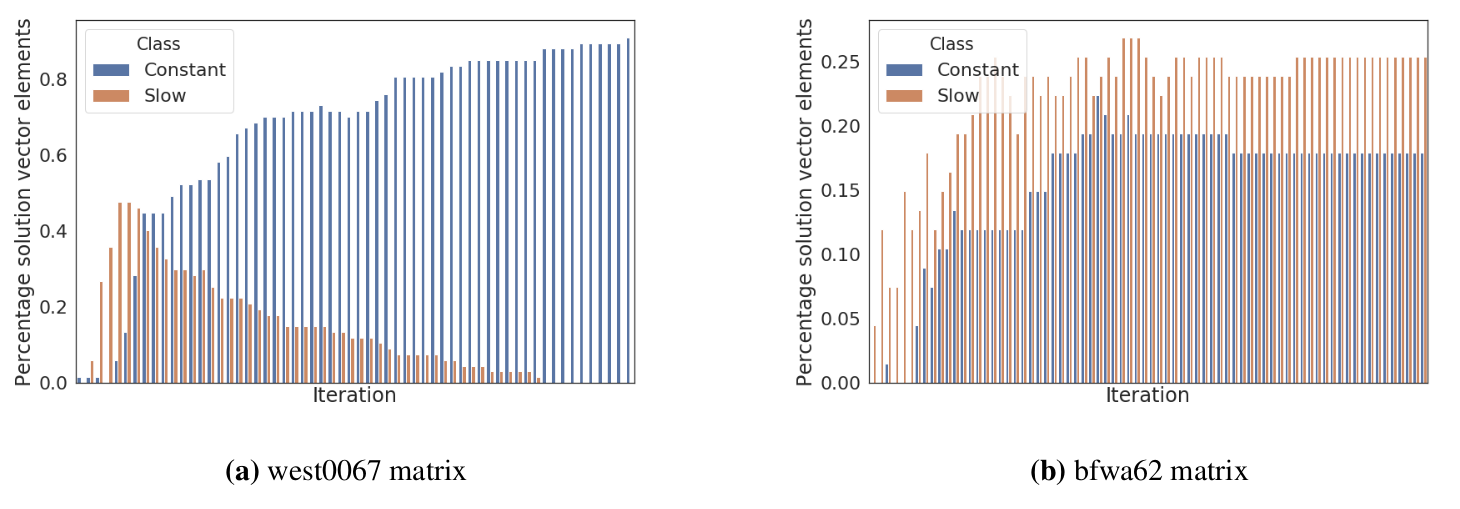 Percentage solution vector elements
Class
Constant
Slow
0.8
0.6
0.4
0.2
0.0
Iteration
(a) west0067 matrix
Percentage solution vector elements
Class
Constant
Slow
0.25
0.20
0.15
0.10
0.05
0.00
Iteration
(b) bfwa62 matrix